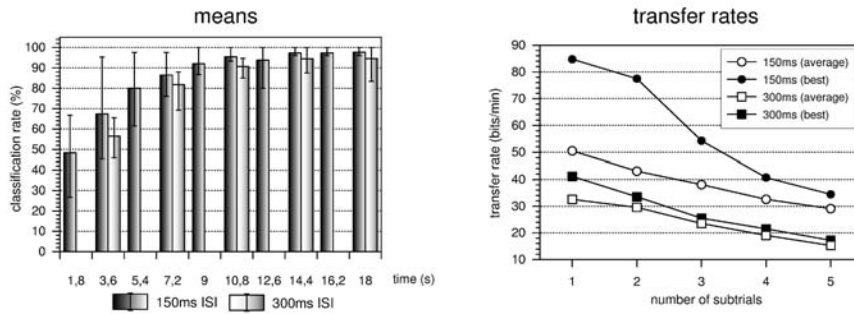 means
classification rate (%)
100
90
80
70
60
50
40
30
20
10
0
1,8 3,6 5,4 7,2 9 10,8 12,6 14,4 16,2 18 time (s)
150ms ISI 300ms ISI
transfer rates
transfer rate (bits/min)
90
80
70
60
50
40
30
20
10
150ms (average)
150ms (best)
300ms (average)
300ms (best)
1 2 3 4 5
number of subtrials